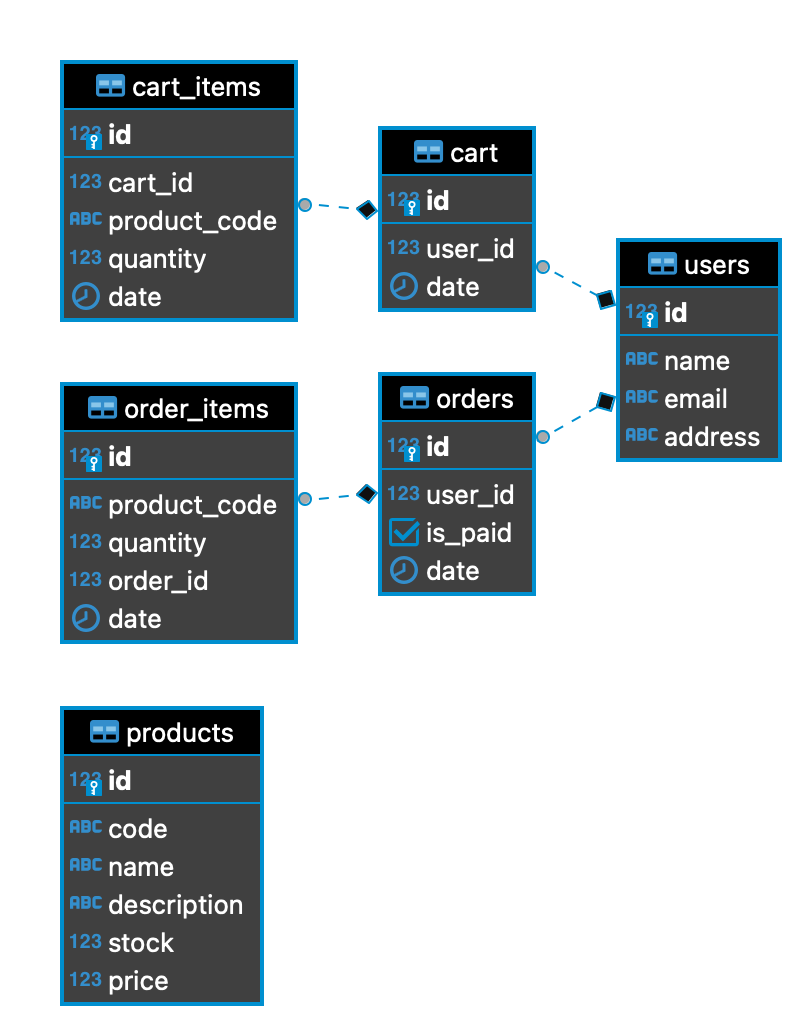 cart_items
123 id
123 cart_id
ABC product_code
123 quantity
date
cart
123 id
123 user_id
date
users
123 id
ABC name
ABC email
ABC address
order_items
123 id
ABC product_code
123 quantity
123 order_id
date
orders
123 id
123 user_id
is_paid
date
products
123 id
ABC code
ABC name
ABC description
123 stock
123 price